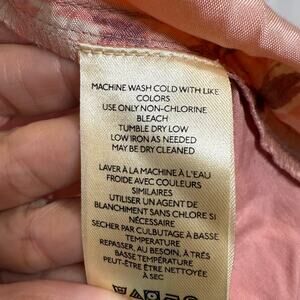 MACHINE WASH COLD WITH LIKE
COLORS
USE ONLY NON-CHLORINE
BLEACH
TUMBLE DRY LOW
LOW IRON AS NEEDED
MAY BE DRY CLEANED
LAVER À LA MACHINE À L'EAU
FROIDE AVEC COULEURS
SIMILAIRES
UTILISER UN AGENT DE
BLANCHIMENT SANS CHLORE SI
NÉCESSAIRE
SECHER PAR CULBUTAGE À BASSE
TEMPERATURE
REPASSER, AU BESOIN, À TRÈS
BASSE TEMPÉRATURE
PEUT-ÊTRE ÊTRE NETTOYÉE
À SEC